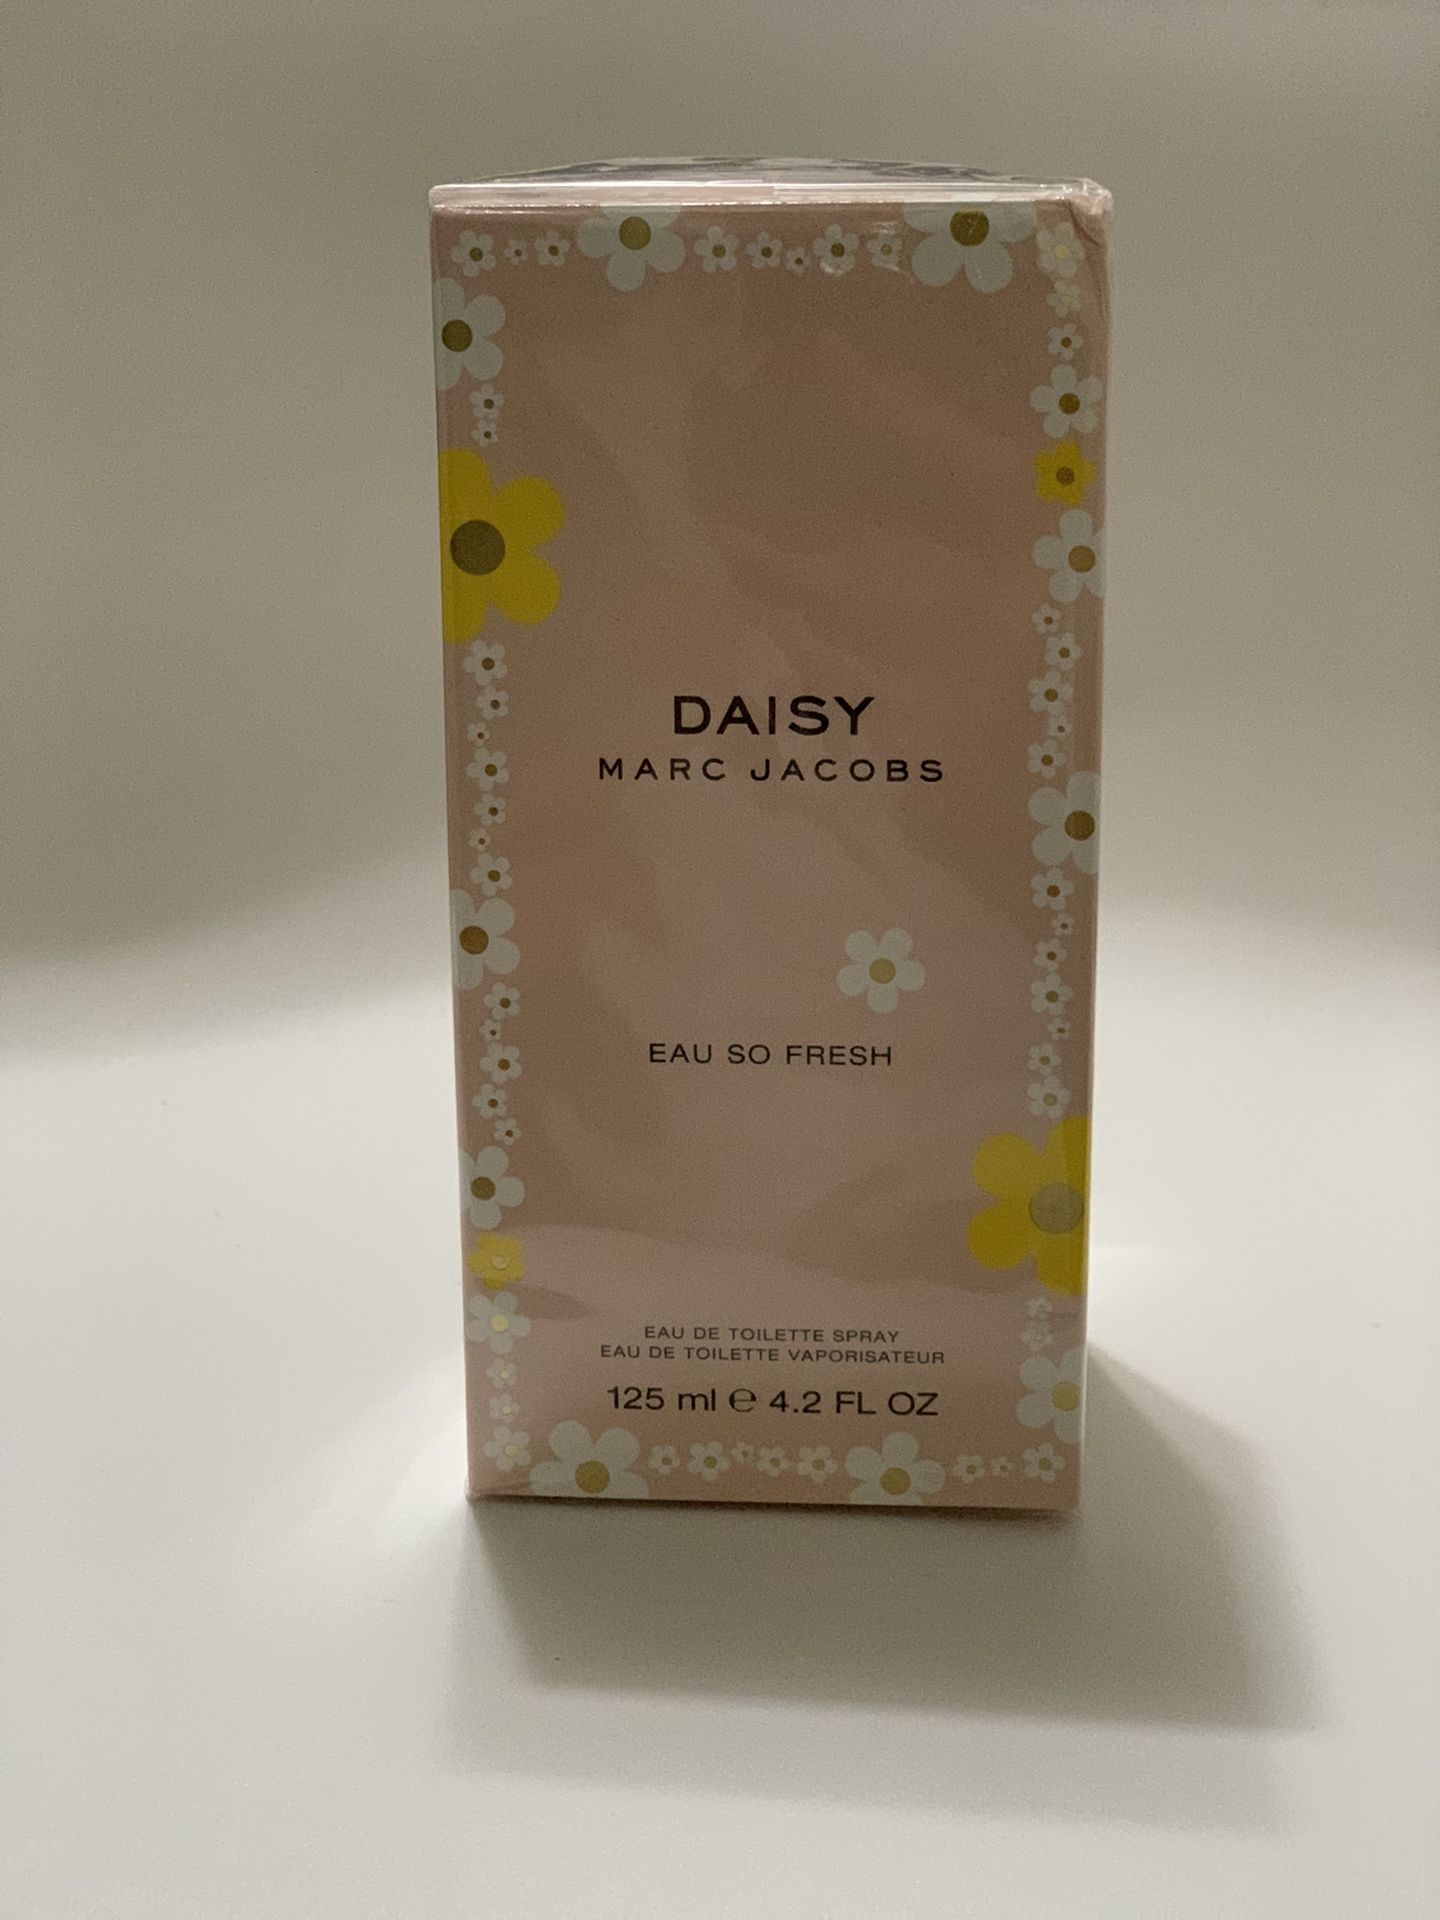 DAISY
MARC JACOBS
EAU SO FRESH
EAU DE TOILETTE SPRAY
EAU DE TOILETTE VAPORISATEUR
125 ml ℮ 4.2 FL OZ